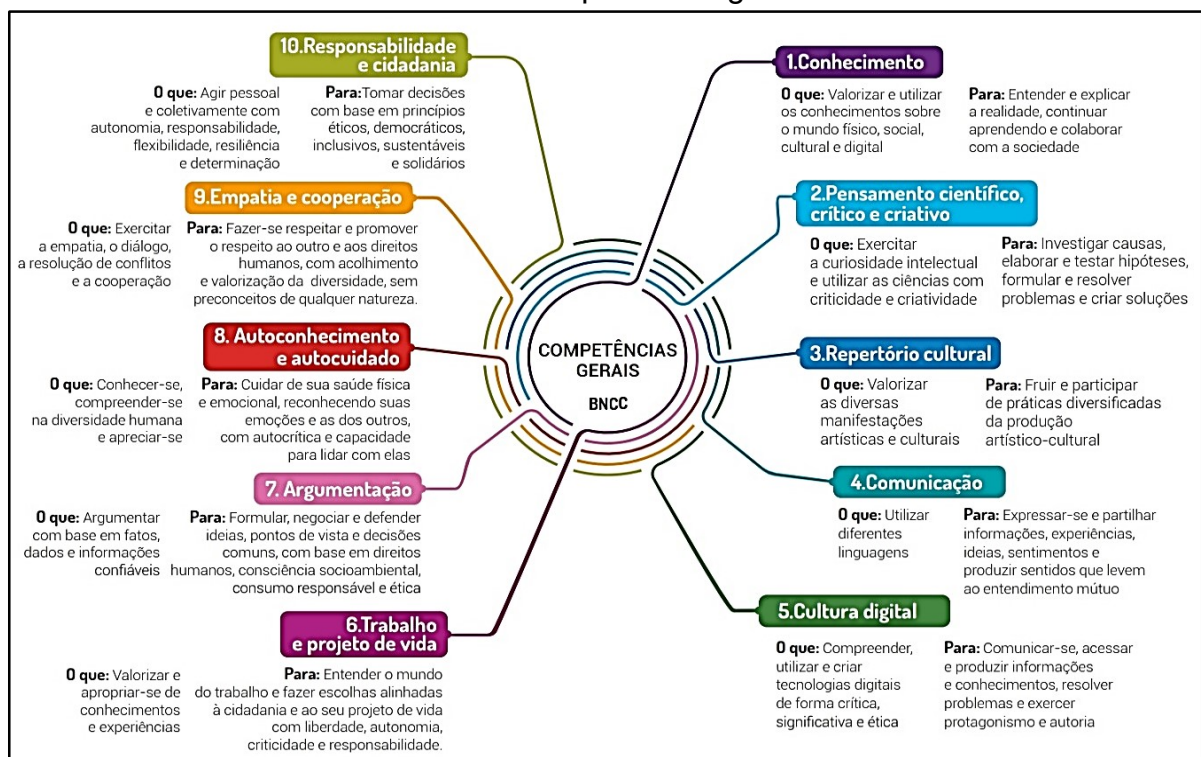 1.Conhecimento
O que: Valorizar e utilizar
os conhecimentos sobre
o mundo físico, social,
cultural e digital
Para: Entender e explicar
a realidade, continuar
aprendendo e colaborar
com a sociedade
2.Pensamento científico,
crítico e criativo
O que: Exercitar
a curiosidade intelectual
e utilizar as ciências com
criticidade e criatividade
Para: Investigar causas,
elaborar e testar hipóteses,
formular e resolver
problemas e criar soluções
3.Repertório cultural
O que: Valorizar
as diversas
manifestações
artísticas e culturais
Para: Fruir e participar
de práticas diversificadas
da produção
artístico-cultural
4.Comunicação
O que: Utilizar
diferentes
linguagens
Para: Expressar-se e partilhar
informações, experiências,
ideias, sentimentos e
produzir sentidos que levem
ao entendimento mútuo
5.Cultura digital
O que: Compreender,
utilizar e criar
tecnologias digitais
de forma crítica,
significativa e ética
Para: Comunicar-se, acessar
e produzir informações
e conhecimentos, resolver
problemas e exercer
protagonismo e autoria
6.Trabalho
e projeto de vida
O que: Valorizar e
apropriar-se de
conhecimentos
e experiências
Para: Entender o mundo
do trabalho e fazer escolhas alinhadas
à cidadania e ao seu projeto de vida
com liberdade, autonomia,
criticidade e responsabilidade.
7. Argumentação
O que: Argumentar
com base em fatos,
dados e informações
confiáveis
Para: Formular, negociar e defender
ideias, pontos de vista e decisões
comuns, com base em direitos
humanos, consciência socioambiental,
consumo responsável e ética
8. Autoconhecimento
e autocuidado
O que: Conhecer-se,
compreender-se
na diversidade humana
e apreciar-se
Para: Cuidar de sua saúde física
e emocional, reconhecendo suas
emoções e as dos outros,
com autocrítica e capacidade
para lidar com elas
9.Empatia e cooperação
O que: Exercitar
a empatia, o diálogo,
a resolução de conflitos
e a cooperação
Para: Fazer-se respeitar e promover
o respeito ao outro e aos direitos
humanos, com acolhimento
e valorização da diversidade, sem
preconceitos de qualquer natureza.
10.Responsabilidade
e cidadania
O que: Agir pessoal
e coletivamente com
autonomia, responsabilidade,
flexibilidade, resiliência
e determinação
Para:Tomar decisões
com base em princípios
éticos, democráticos,
inclusivos, sustentáveis
e solidários
COMPETÊNCIAS
GERAIS
BNCC